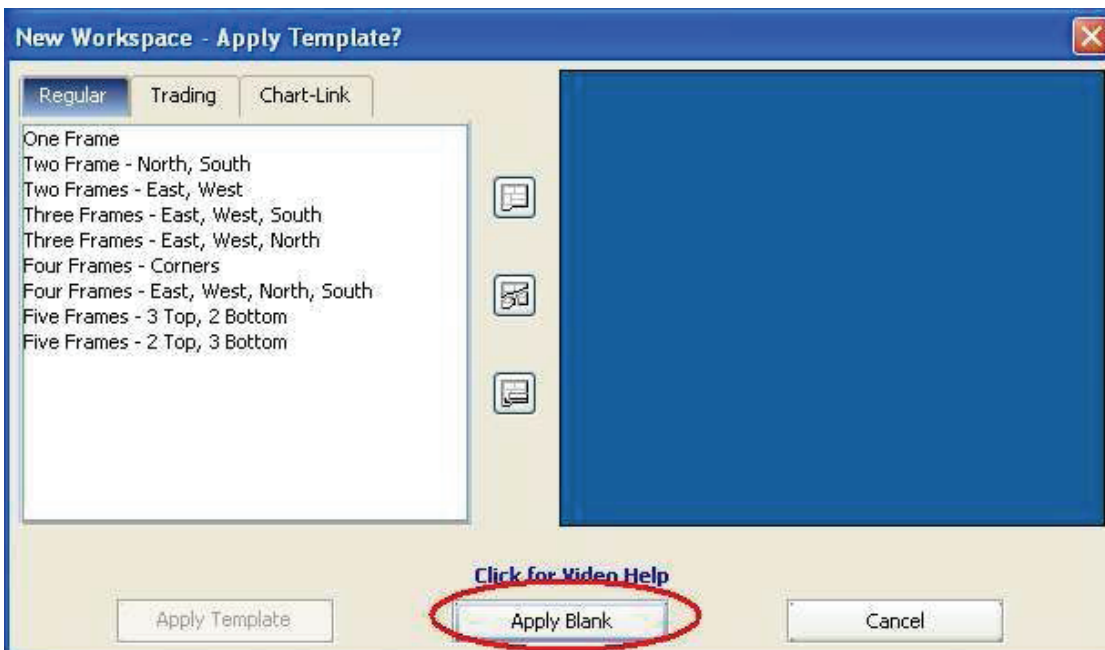 New Workspace - Apply Template?
Regular Trading Chart-Link
One Frame
Two Frame - North, South
Two Frames - East, West
Three Frames - East, West, South
Three Frames - East, West, North
Four Frames - Corners
Four Frames - East, West, North, South
Five Frames - 3 Top, 2 Bottom
Five Frames - 2 Top, 3 Bottom
Click for Video Help
Apply Template Apply Blank Cancel